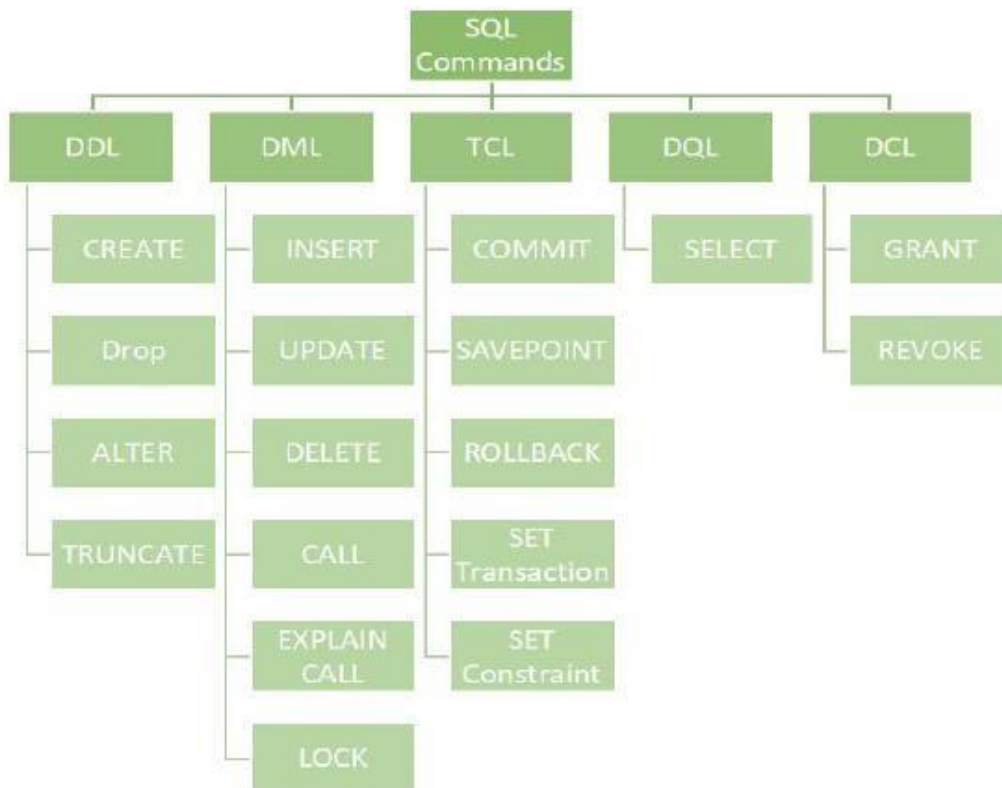 SQL
Commands
DDL
DML
TCL
DQL
DCL
CREATE
INSERT
COMMIT
SELECT
GRANT
Drop
UPDATE
SAVEPOINT
REVOKE
ALTER
DELETE
ROLLBACK
TRUNCATE
CALL
SET
Transaction
EXPLAIN
CALL
SET
Constraint
LOCK